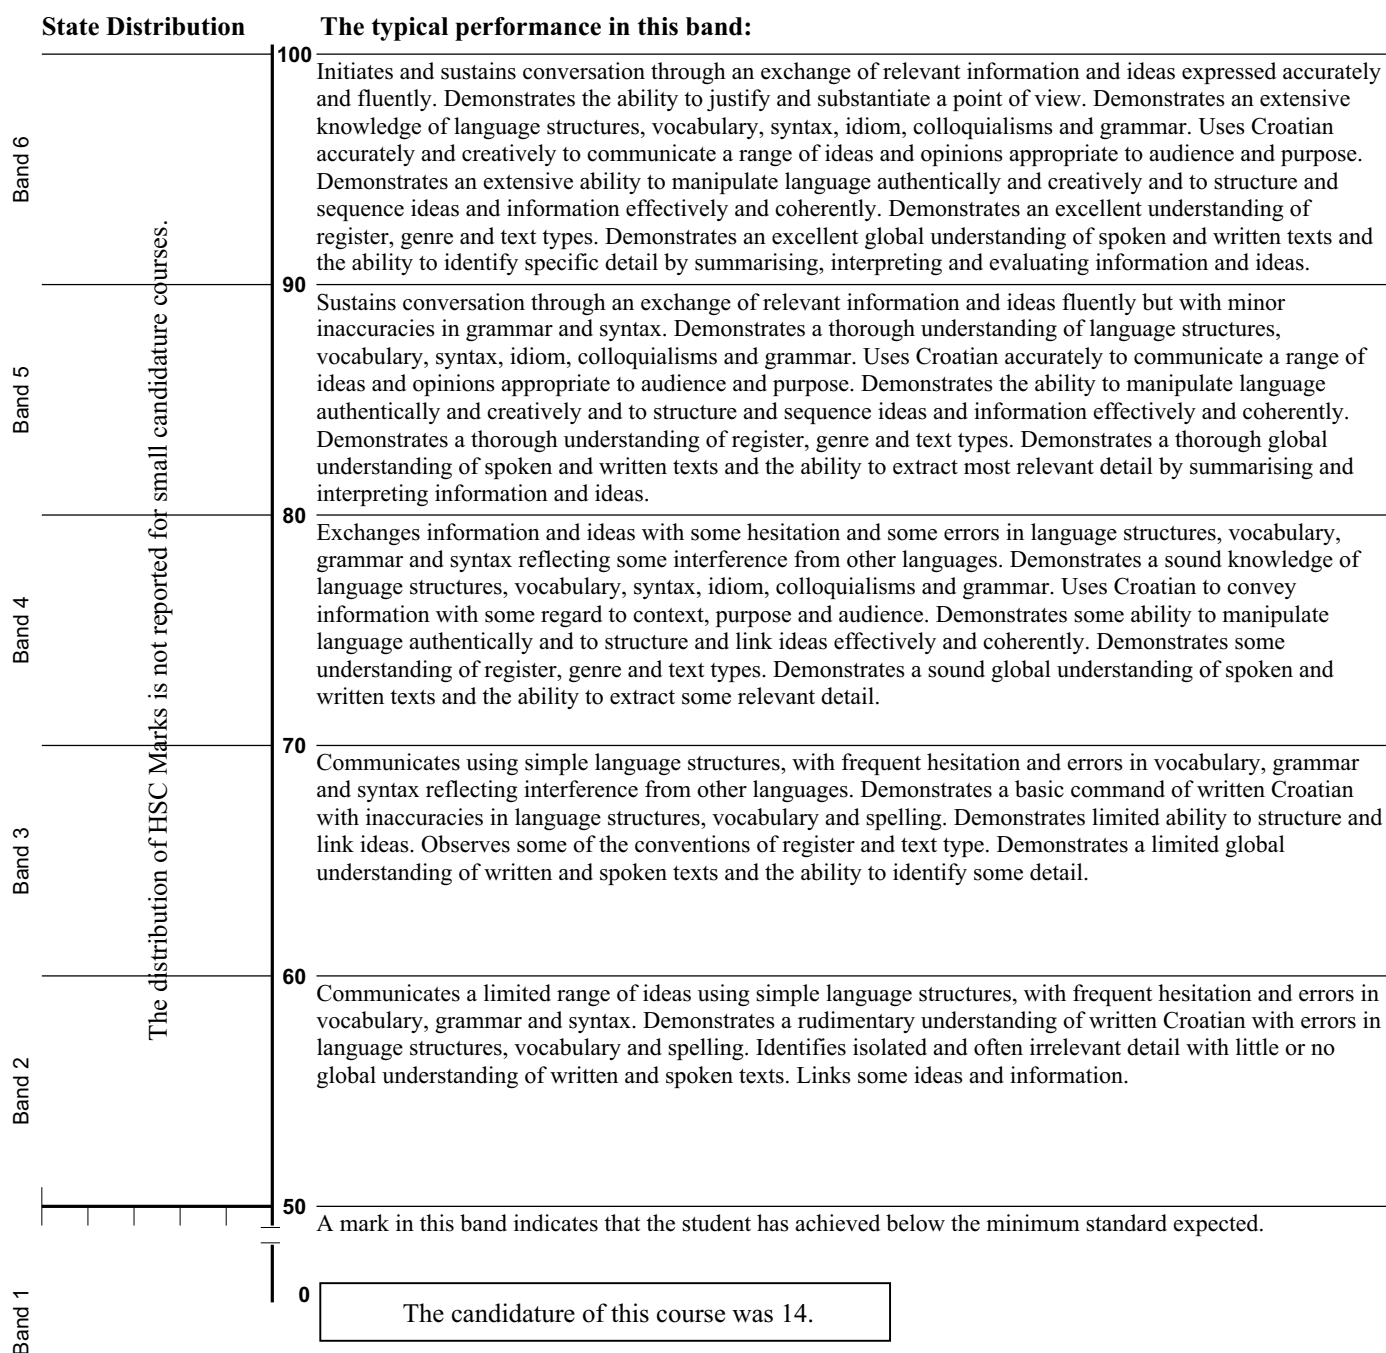 State Distribution
The typical performance in this band:
100
Band 6
Initiates and sustains conversation through an exchange of relevant information and ideas expressed accurately
and fluently. Demonstrates the ability to justify and substantiate a point of view. Demonstrates an extensive
knowledge of language structures, vocabulary, syntax, idiom, colloquialisms and grammar. Uses Croatian
accurately and creatively to communicate a range of ideas and opinions appropriate to audience and purpose.
Demonstrates an extensive ability to manipulate language authentically and creatively and to structure and
sequence ideas and information effectively and coherently. Demonstrates an excellent understanding of
register, genre and text types. Demonstrates an excellent global understanding of spoken and written texts and
the ability to identify specific detail by summarising, interpreting and evaluating information and ideas.
90
Band 5
Sustains conversation through an exchange of relevant information and ideas fluently but with minor
inaccuracies in grammar and syntax. Demonstrates a thorough understanding of language structures,
vocabulary, syntax, idiom, colloquialisms and grammar. Uses Croatian accurately to communicate a range of
ideas and opinions appropriate to audience and purpose. Demonstrates the ability to manipulate language
authentically and creatively and to structure and sequence ideas and information effectively and coherently.
Demonstrates a thorough understanding of register, genre and text types. Demonstrates a thorough global
understanding of spoken and written texts and the ability to extract most relevant detail by summarising and
interpreting information and ideas.
80
Band 4
Exchanges information and ideas with some hesitation and some errors in language structures, vocabulary,
grammar and syntax reflecting some interference from other languages. Demonstrates a sound knowledge of
language structures, vocabulary, syntax, idiom, colloquialisms and grammar. Uses Croatian to convey
information with some regard to context, purpose and audience. Demonstrates some ability to manipulate
language authentically and to structure and link ideas effectively and coherently. Demonstrates some
understanding of register, genre and text types. Demonstrates a sound global understanding of spoken and
written texts and the ability to extract some relevant detail.
70
Band 3
Communicates using simple language structures, with frequent hesitation and errors in vocabulary, grammar
and syntax reflecting interference from other languages. Demonstrates a basic command of written Croatian
with inaccuracies in language structures, vocabulary and spelling. Demonstrates limited ability to structure and
link ideas. Observes some of the conventions of register and text type. Demonstrates a limited global
understanding of written and spoken texts and the ability to identify some detail.
60
Band 2
Communicates a limited range of ideas using simple language structures, with frequent hesitation and errors in
vocabulary, grammar and syntax. Demonstrates a rudimentary understanding of written Croatian with errors in
language structures, vocabulary and spelling. Identifies isolated and often irrelevant detail with little or no
global understanding of written and spoken texts. Links some ideas and information.
50
A mark in this band indicates that the student has achieved below the minimum standard expected.
0
Band 1
The candidature of this course was 14.
The distribution of HSC Marks is not reported for small candidature courses.